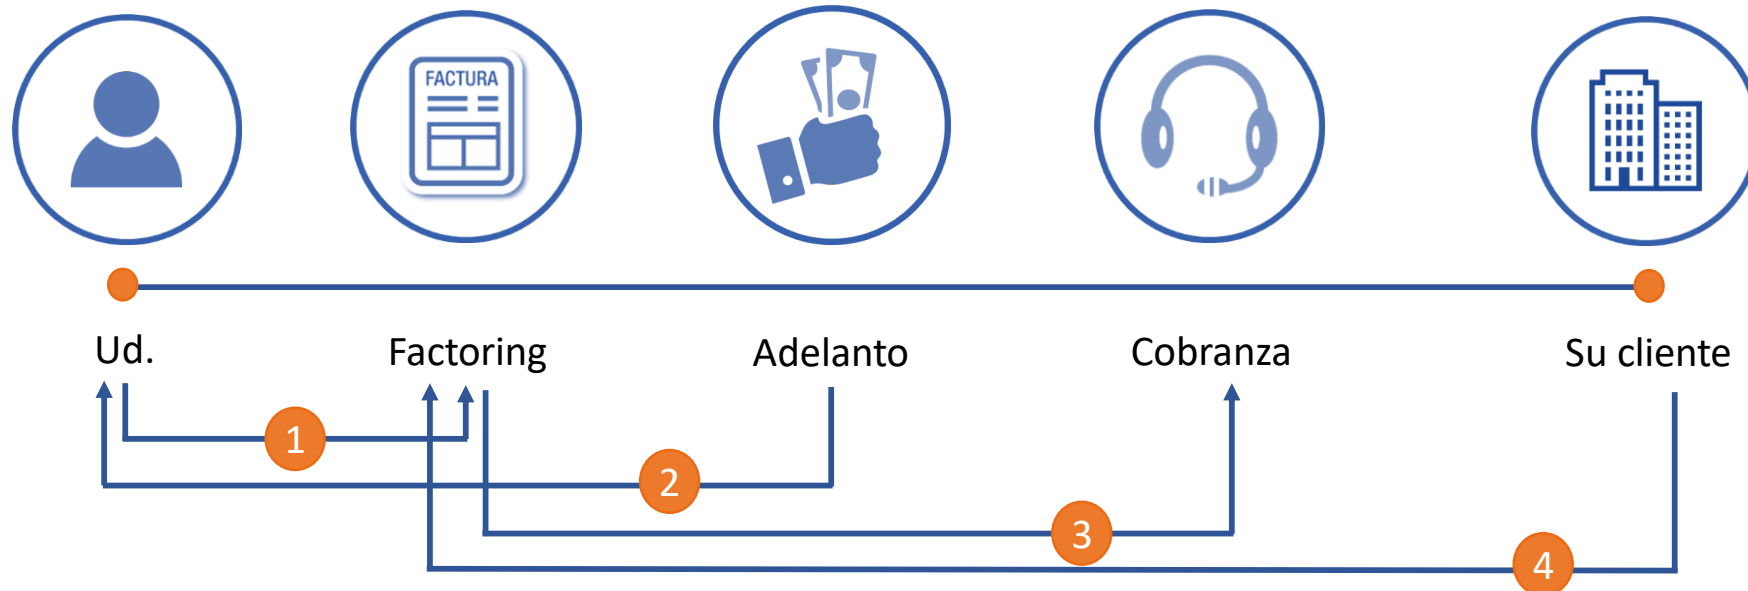 FACTURA
Ud.
Factoring
Adelanto
Cobranza
Su cliente
1
2
3
4